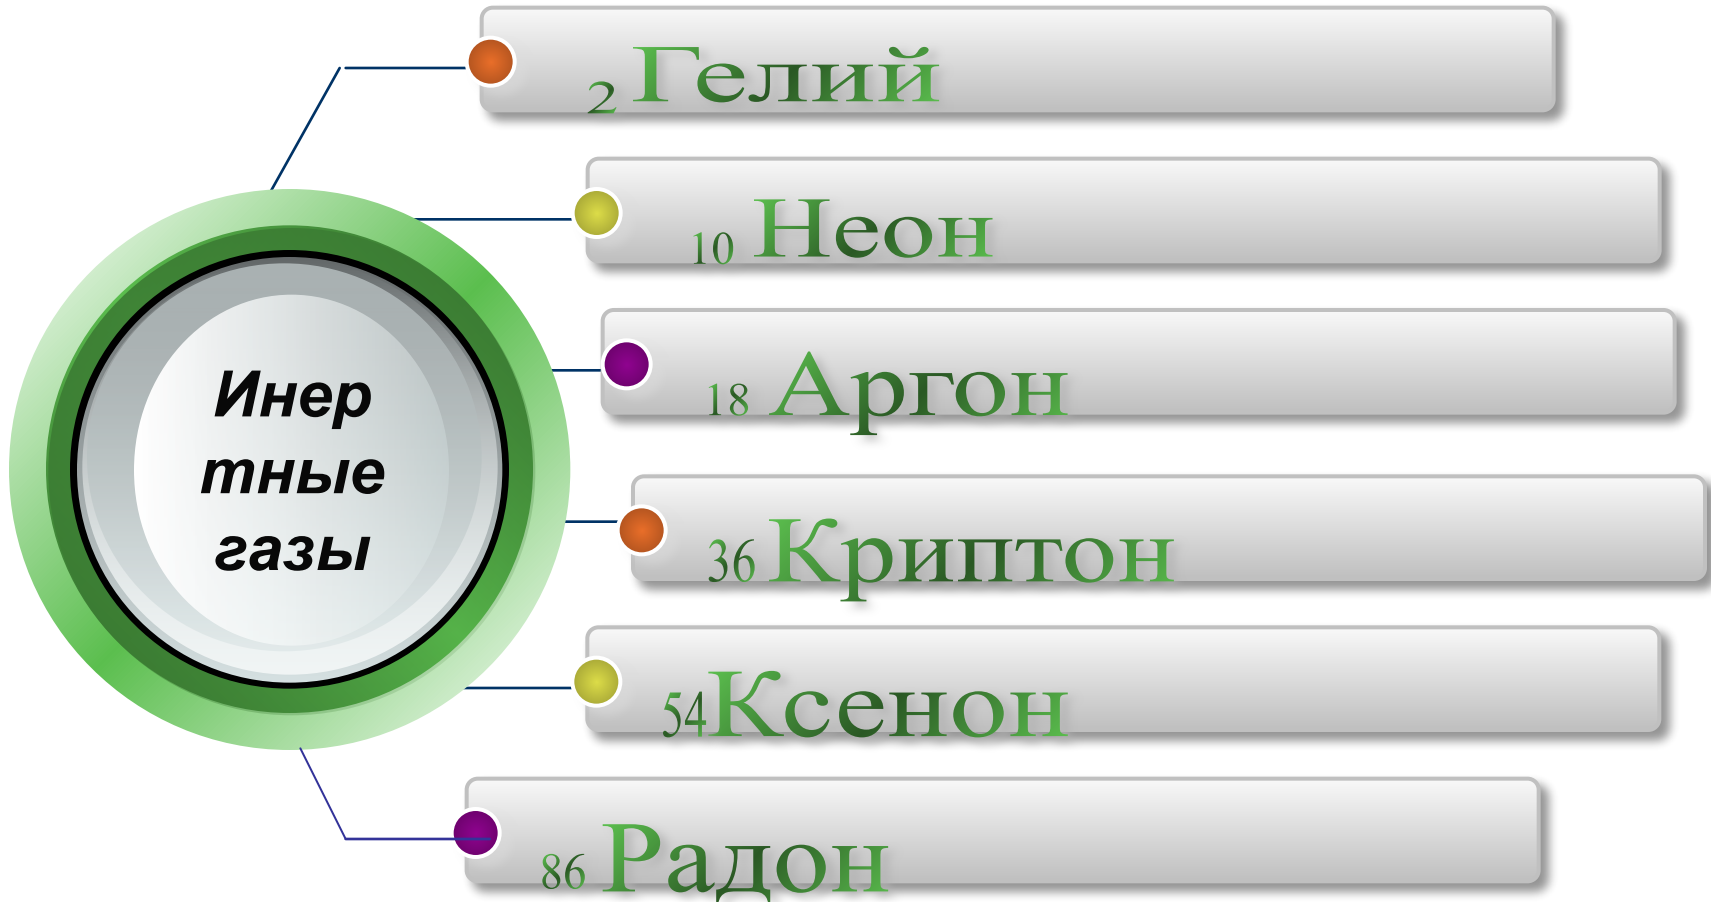 2 Гелий
10 Неон
18 Аргон
36 Криптон
54Ксенон
86 Радон
Инер
тные
газы